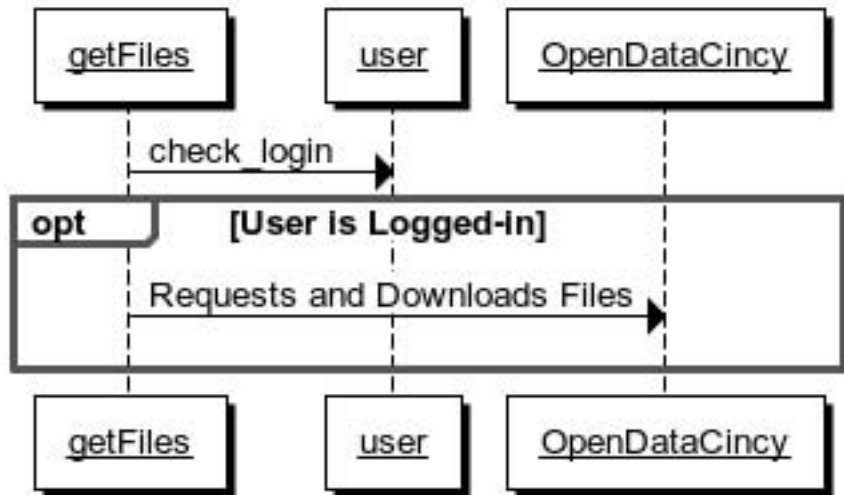 getFiles user OpenDataCincy
check_login
opt [User is Logged-in]
Requests and Downloads Files
getFiles user OpenDataCincy